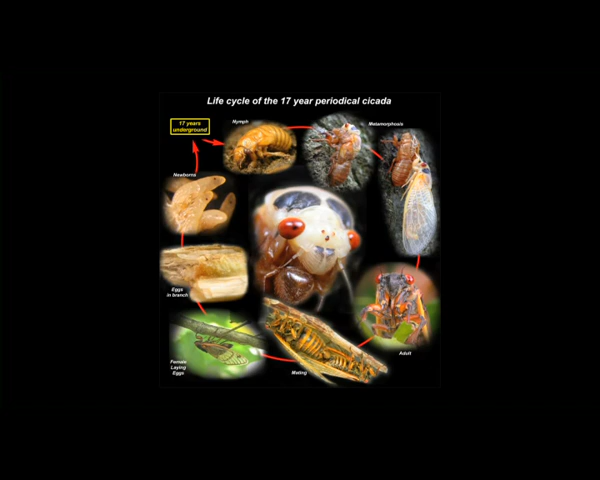 Life cycle of the 17 year periodical cicada
17 years
underground
Nymph
Metamorphosis
Newborns
Eggs
in branch
Adult
Female
Laying
Eggs
Mating